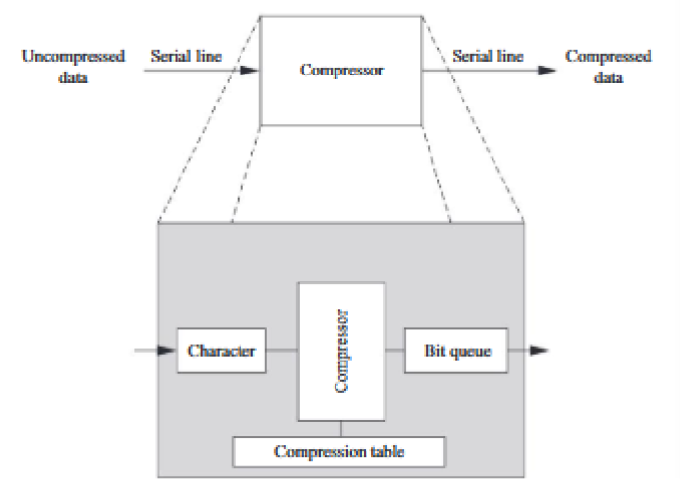 Uncompressed
data
Serial line
Compressor
Serial line
Compressed
data
Character
Compressor
Bit queue
Compression table